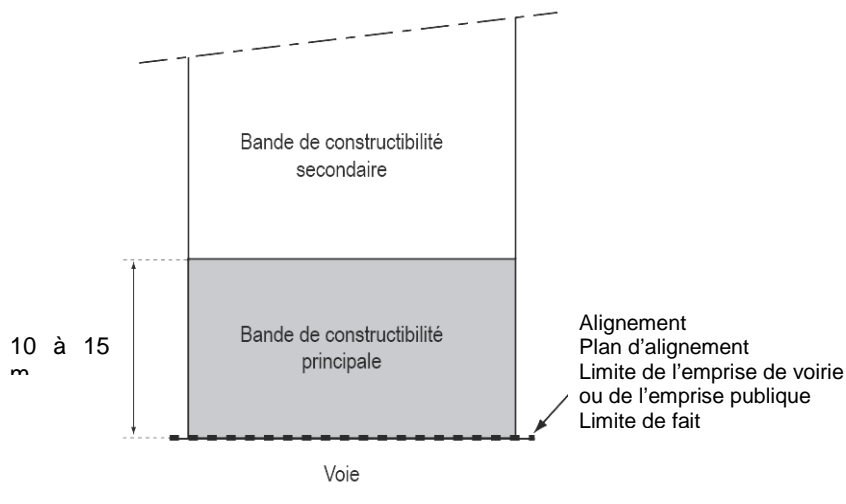 Bande de constructibilité
secondaire
Bande de constructibilité
principale
10 à 15
m
Alignement
Plan d'alignement
Limite de l'emprise de voirie
ou de l'emprise publique
Limite de fait
Voie